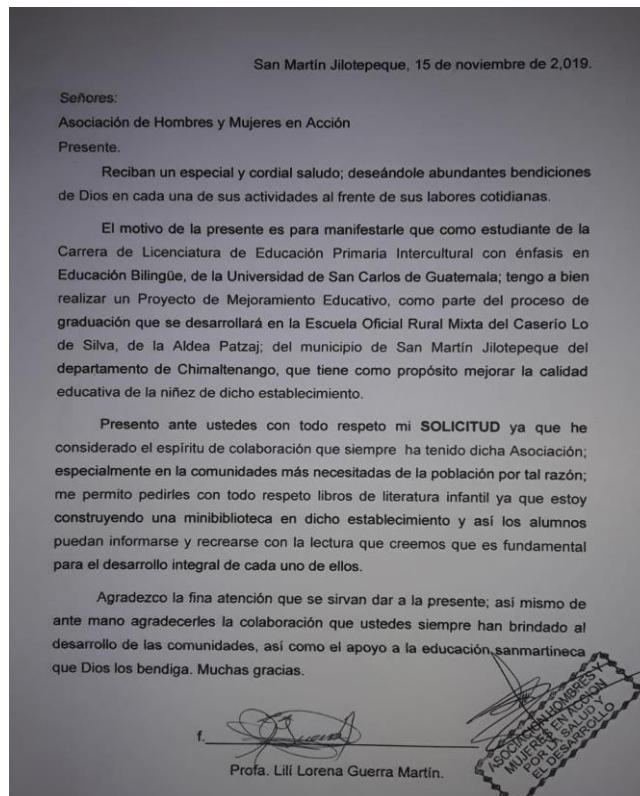 San Martín Jilotepeque, 15 de noviembre de 2,019.
Señores:
Asociación de Hombres y Mujeres en Acción
Presente.
Reciban un especial y cordial saludo; deseándole abundantes bendiciones
de Dios en cada una de sus actividades al frente de sus labores cotidianas.
El motivo de la presente es para manifestarle que como estudiante de la
Carrera de Licenciatura de Educación Primaria Intercultural con énfasis en
Educación Bilingüe, de la Universidad de San Carlos de Guatemala; tengo a bien
realizar un Proyecto de Mejoramiento Educativo, como parte del proceso de
graduación que se desarrollará en la Escuela Oficial Rural Mixta del Caserío Lo
de Silva, de la Aldea Patzaj; del municipio de San Martín Jilotepeque del
departamento de Chimaltenango, que tiene como propósito mejorar la calidad
educativa de la niñez de dicho establecimiento.
Presento ante ustedes con todo respeto mi SOLICITUD ya que he
considerado el espíritu de colaboración que siempre ha tenido dicha Asociación;
especialmente en la comunidades más necesitadas de la población por tal razón;
me permito pedirles con todo respeto libros de literatura infantil ya que estoy
construyendo una minibiblioteca en dicho establecimiento y así los alumnos
puedan informarse y recrearse con la lectura que creemos que es fundamental
para el desarrollo integral de cada uno de ellos.
Agradezco la fina atención que se sirvan dar a la presente; así mismo de
ante mano agradecerles la colaboración que ustedes siempre han brindado al
desarrollo de las comunidades, así como el apoyo a la educación sanmartineca
que Dios los bendiga. Muchas gracias.
f.
Profa. Lilí Lorena Guerra Martín.
ASOCIACION HOMBRES Y
MUJERES EN ACCION
POR LA SALUD Y
EL DESARROLLO